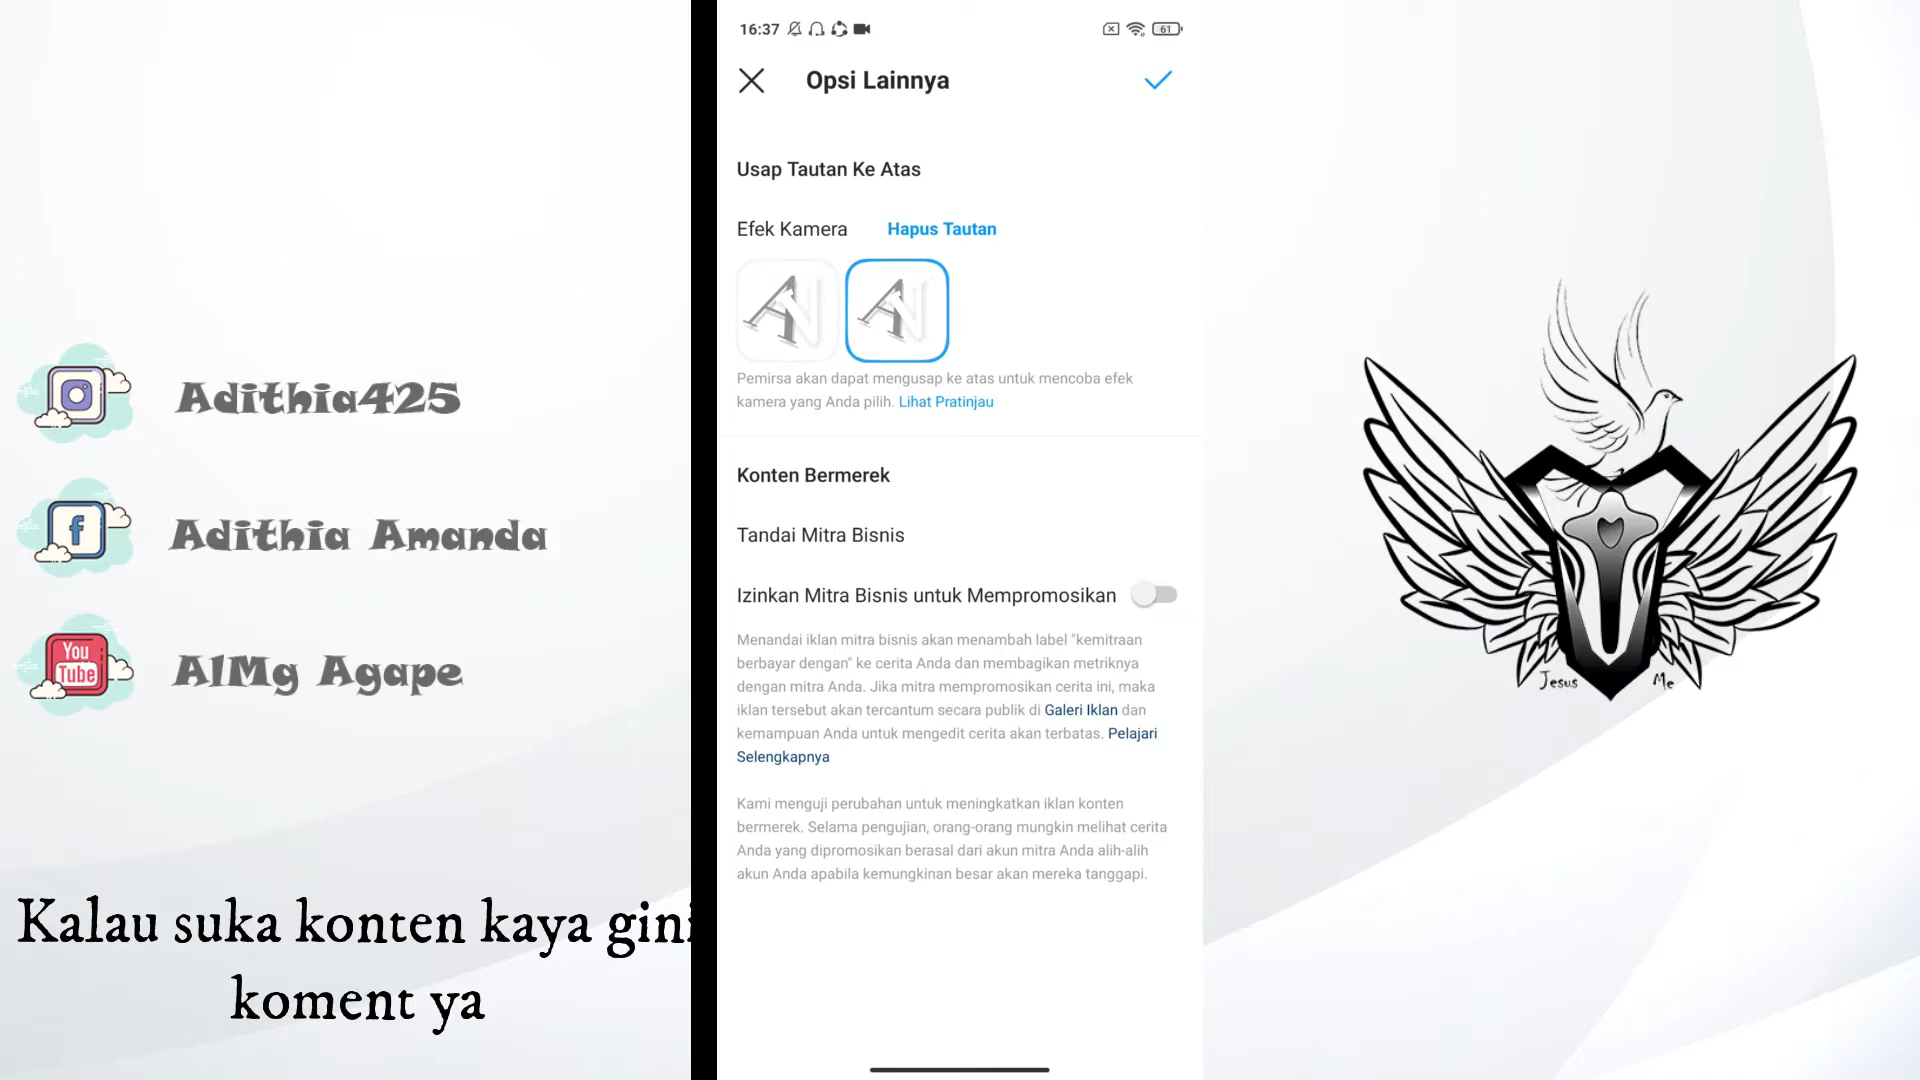 Adithia425
f
Adithia Amanda
You
Tube
AlMg Agape
Kalau suka konten kaya gini
koment ya
16:37
61
Opsi Lainnya
Usap Tautan Ke Atas
Efek Kamera Hapus Tautan
AN AN
Pemirsa akan dapat mengusap ke atas untuk mencoba efek
kamera yang Anda pilih. Lihat Pratinjau
Konten Bermerek
Tandai Mitra Bisnis
Izinkan Mitra Bisnis untuk Mempromosikan
Menandai iklan mitra bisnis akan menambah label "kemitraan
berbayar dengan" ke cerita Anda dan membagikan metriknya
dengan mitra Anda. Jika mitra mempromosikan cerita ini, maka
iklan tersebut akan tercantum secara publik di Galeri Iklan dan
kemampuan Anda untuk mengedit cerita akan terbatas. Pelajari
Selengkapnya
Kami menguji perubahan untuk meningkatkan iklan konten
bermerek. Selama pengujian, orang-orang mungkin melihat cerita
Anda yang dipromosikan berasal dari akun mitra Anda alih-alih
akun Anda apabila kemungkinan besar akan mereka tanggapi.
Jesus Me